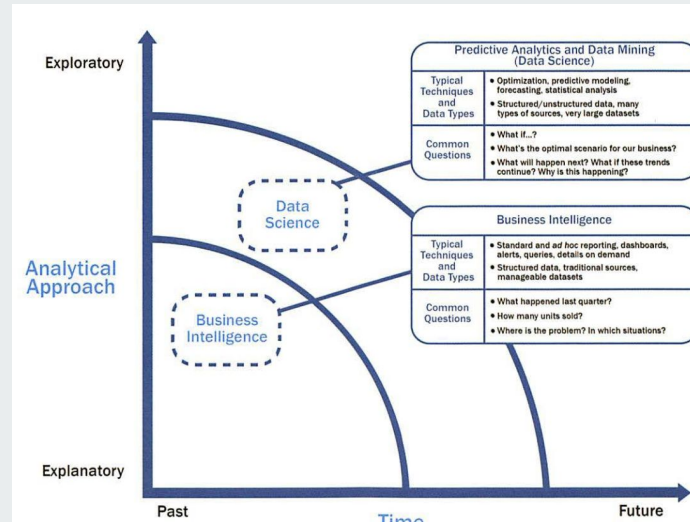 Exploratory
Predictive Analytics and Data Mining
(Data Science)
Typical
Techniques
and
Data Types
• Optimization, predictive modeling,
forecasting, statistical analysis
• Structured/unstructured data, many
types of sources, very large datasets
Common
Questions
• What if...?
• What's the optimal scenario for our business?
• What will happen next? What if these trends
continue? Why is this happening?
Data
Science
Business Intelligence
Typical
Techniques
and
Data Types
• Standard and ad hoc reporting, dashboards,
alerts, queries, details on demand
• Structured data, traditional sources,
manageable datasets
Common
Questions
• What happened last quarter?
• How many units sold?
• Where is the problem? In which situations?
Analytical
Approach
Business
Intelligence
Explanatory
Past
Time
Future